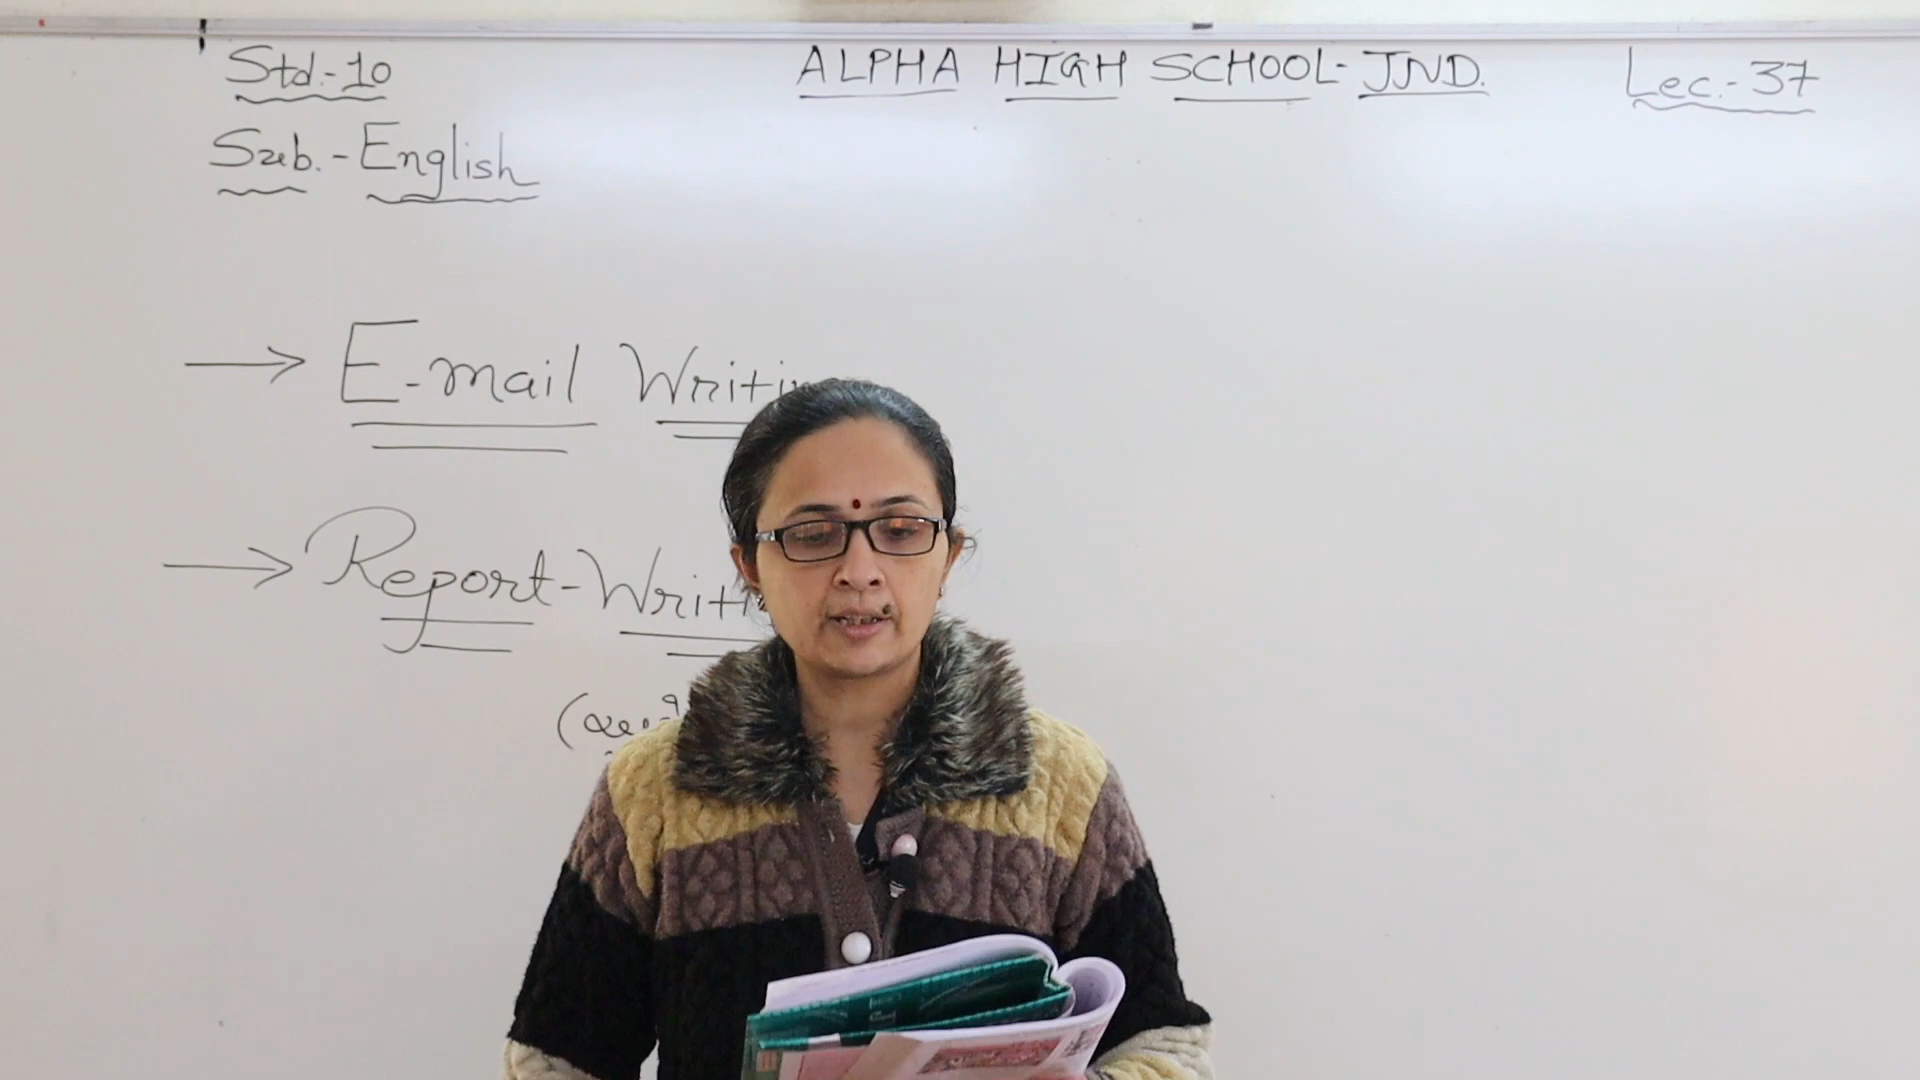 Std.-10 ALPHA HIGH SCHOOL-JND. Lec.-37
Sub.-English
→ E-mail
→ Report-